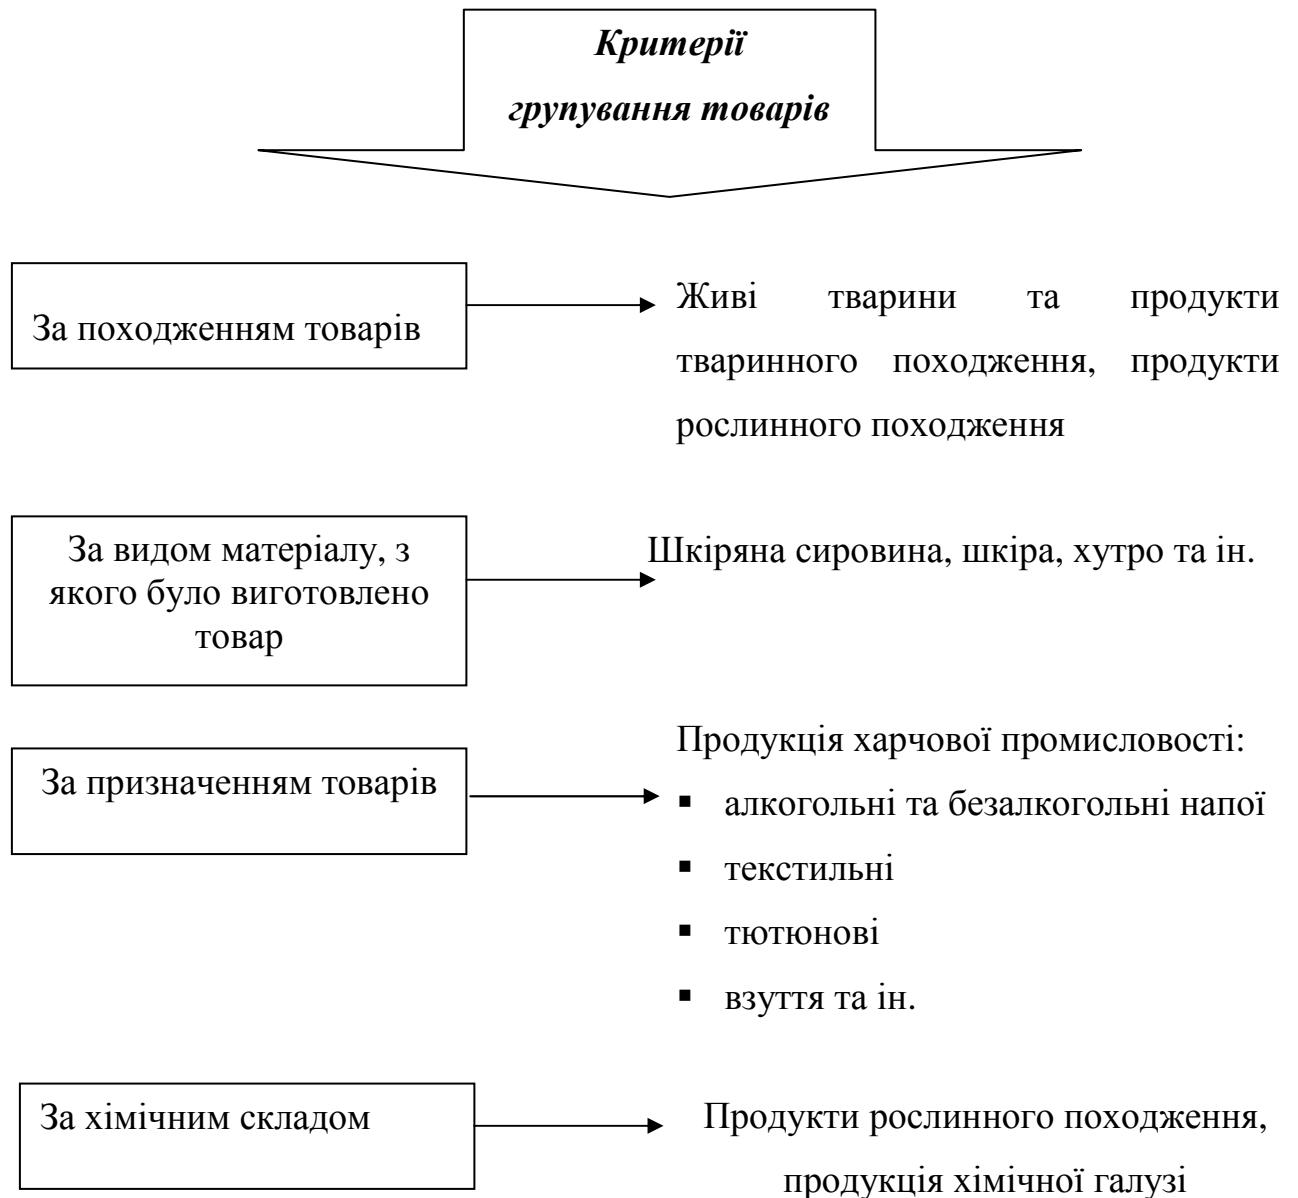 Критерії
групування товарів
За походженням товарів
Живі тварини та продукти
тваринного походження, продукти
рослинного походження
За видом матеріалу, з
якого було виготовлено
товар
Шкіряна сировина, шкіра, хутро та ін.
За призначенням товарів
Продукція харчової промисловості:
▪ алкогольні та безалкогольні напої
▪ текстильні
▪ тютюнові
▪ взуття та ін.
За хімічним складом
Продукти рослинного походження,
продукція хімічної галузі